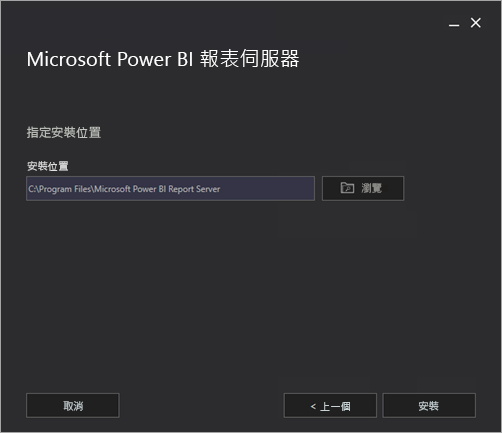 Microsoft Power BI 報表伺服器
指定安裝位置
安裝位置
C:\Program Files\Microsoft Power BI Report Server
瀏覽
取消
< 上一個
安裝